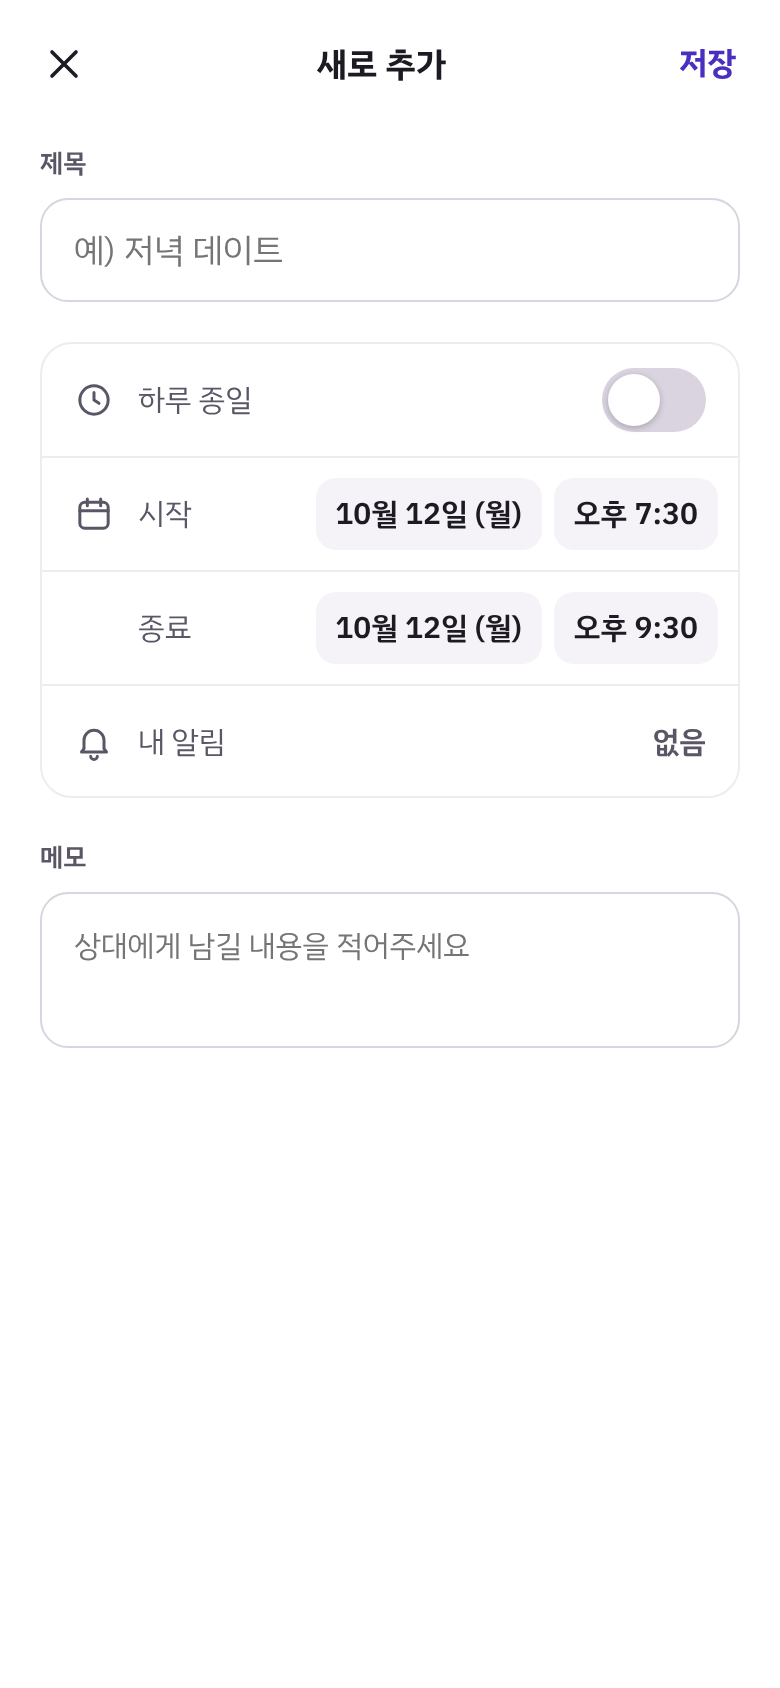 새로 추가
저장
제목
예) 저녁 데이트
하루 종일
시작 10월 12일 (월) 오후 7:30
종료 10월 12일 (월) 오후 9:30
내 알림 없음
메모
상대에게 남길 내용을 적어주세요